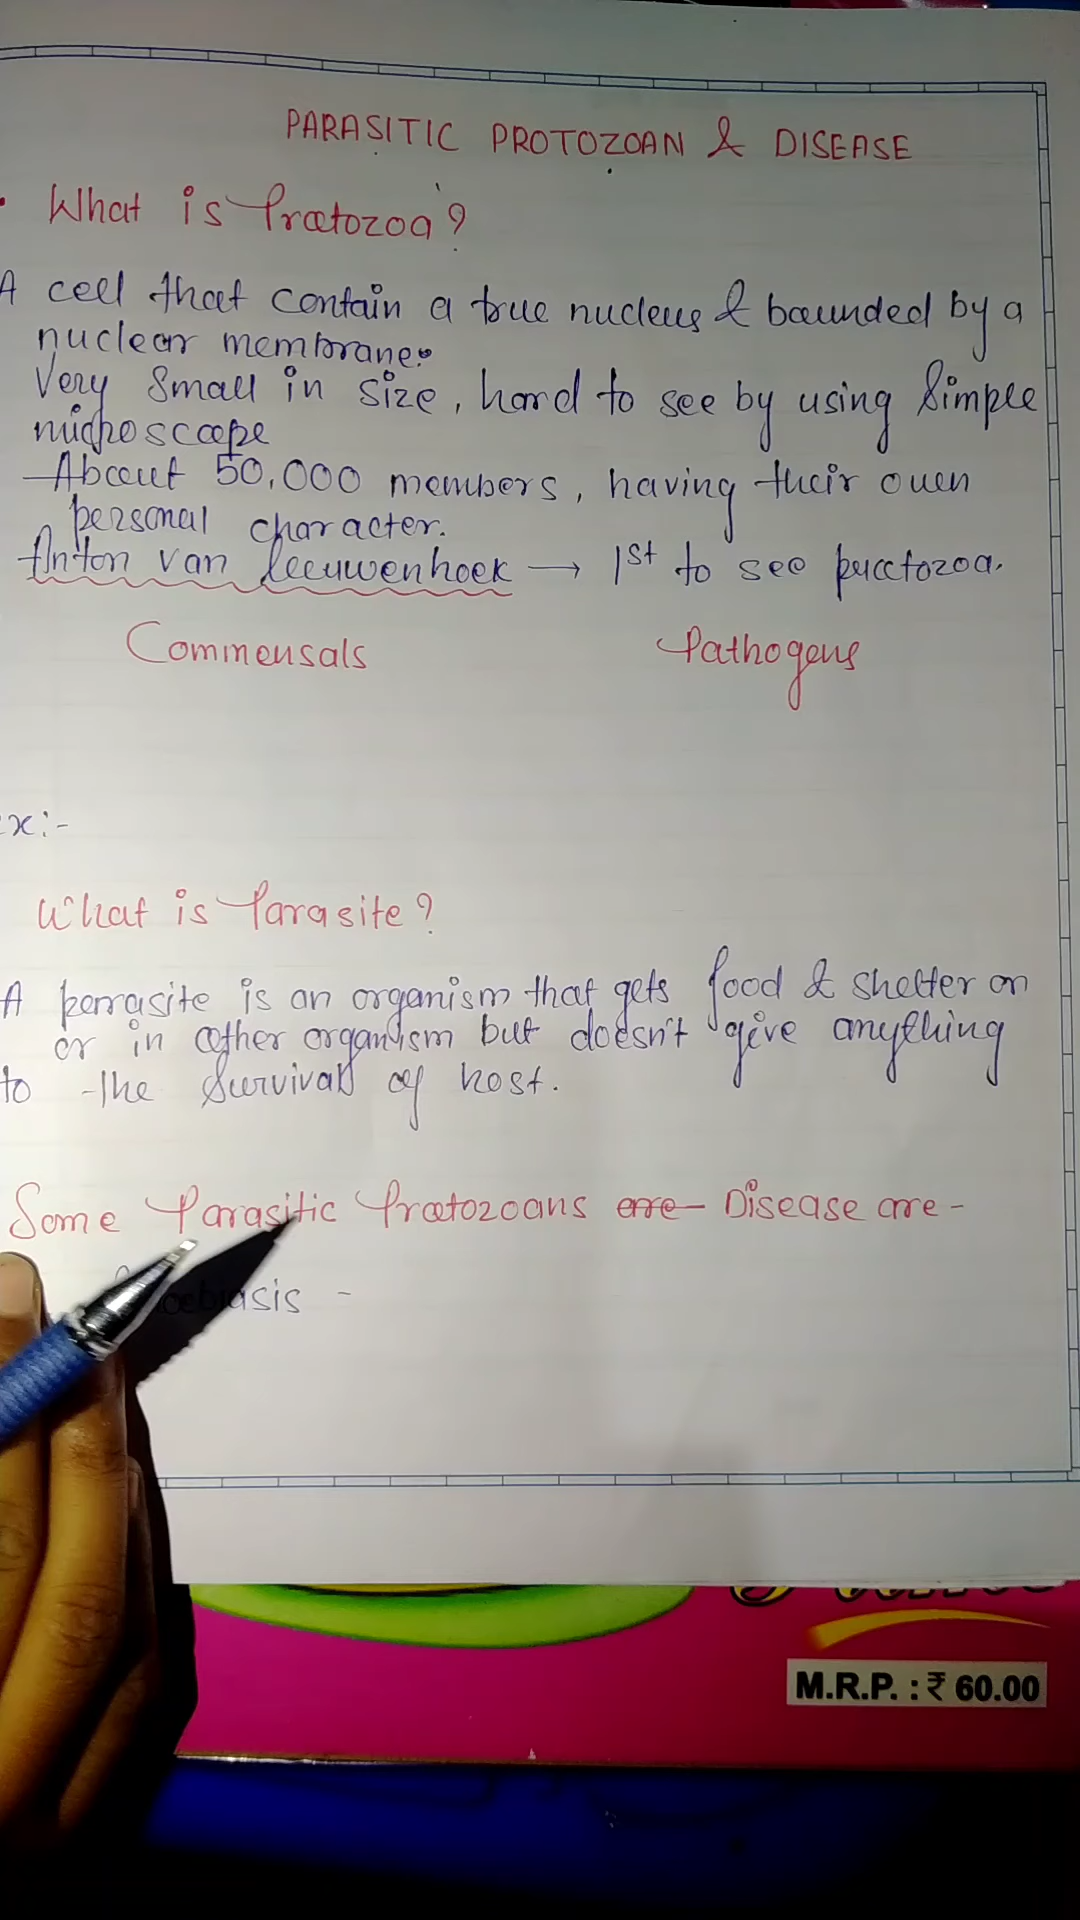 PARASITIC PROTOZOAN & DISEASE
What is Protozoa?
A cell that contain a true nucleus & bounded by a
nuclear membrane.
Very small in size, hard to see by using simple
microscope
About 50,000 members, having their own
personal character.
Anton van leeuwenhoek → 1st to see protozoa.
Commensals Pathogens
x:-
What is Parasite?
A parasite is an organism that gets food & shelter on
or in other organism but doesn't give anything
to the survival of host.
Some Parasitic Protozoans are Disease are -
oebiasis -
M.R.P. : ₹ 60.00